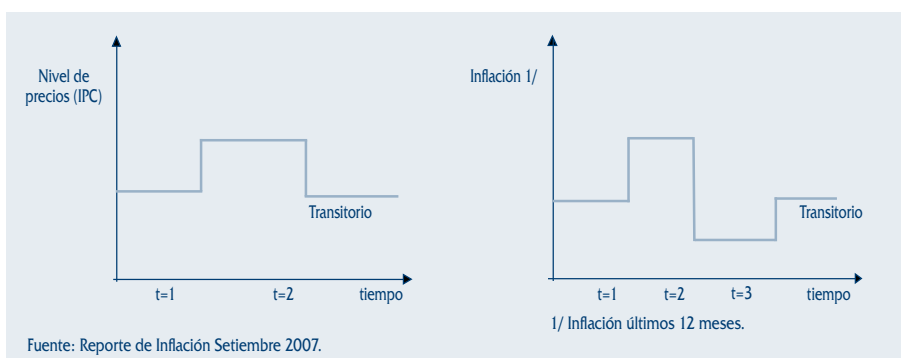 Nivel de
precios (IPC)
Transitorio
t=1
t=2
tiempo
Inflación 1/
Transitorio
t=1
t=2
t=3
tiempo
1/ Inflación últimos 12 meses.
Fuente: Reporte de Inflación Setiembre 2007.